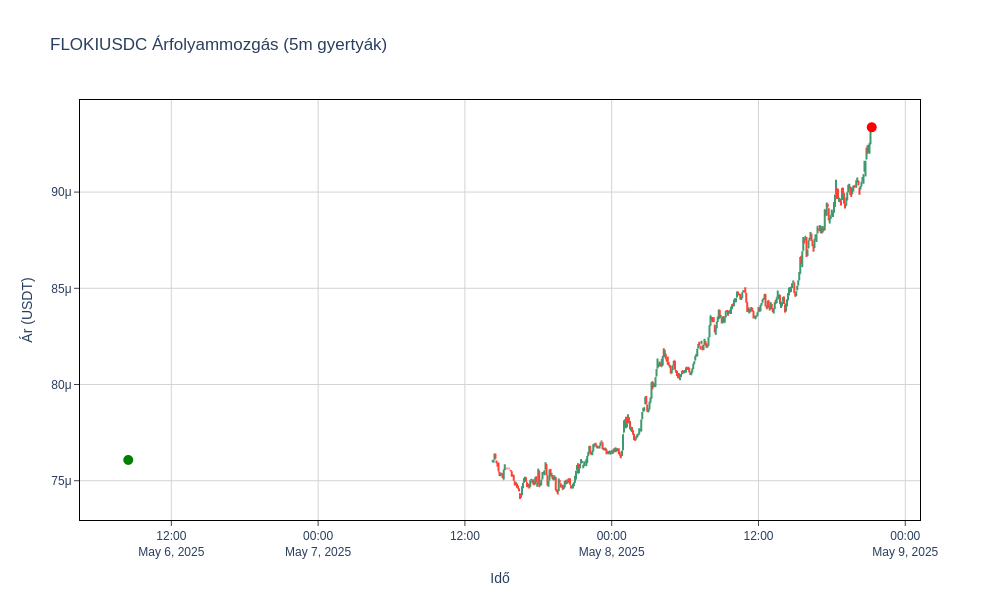 FLOKIUSDC Árfolyammozgás (5m gyertyák)
90μ
85μ
80μ
75μ
Ár (USDT)
12:00 00:00 12:00 00:00 12:00 00:00
May 6, 2025 May 7, 2025 May 8, 2025 May 9, 2025
Idő